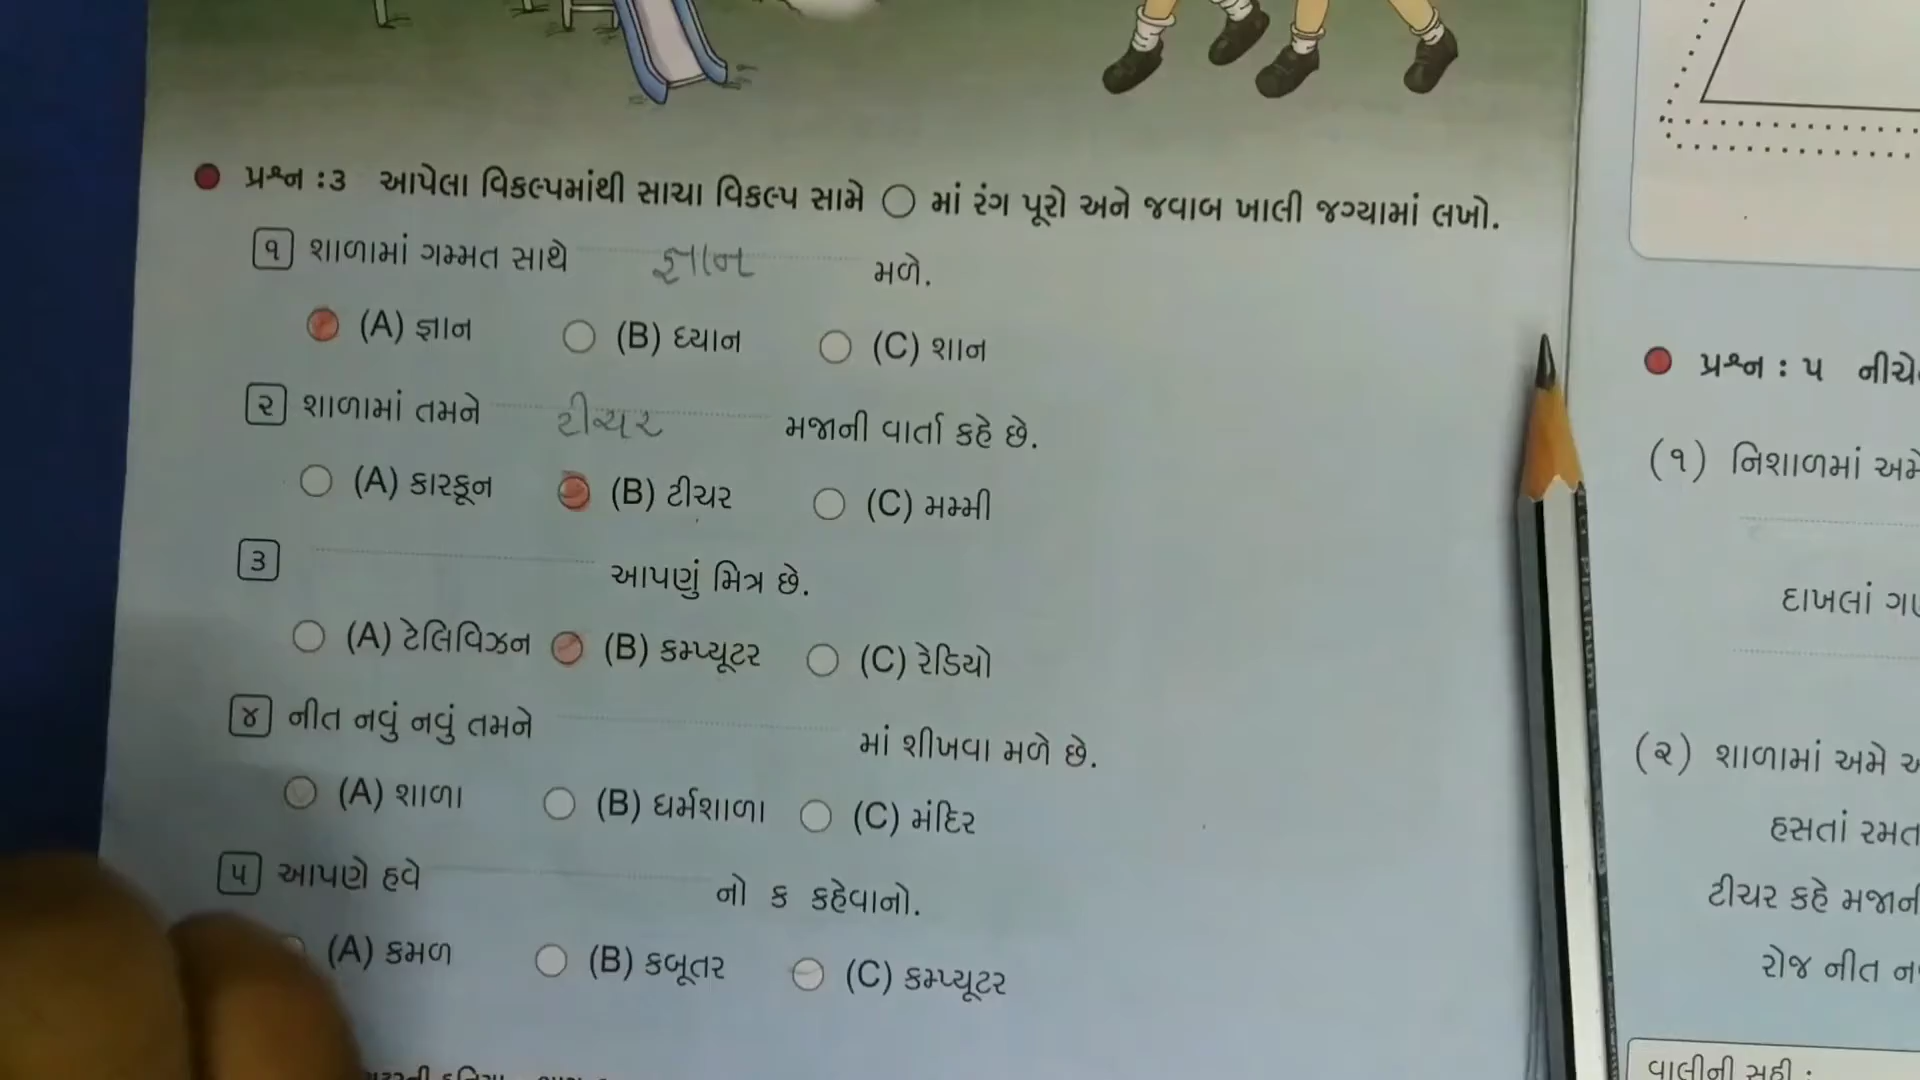 પ્રશ્ન :૩ આપેલા વિકલ્પમાંથી સાચા વિકલ્પ સામે માં રંગ પૂરો અને જવાબ ખાલી જગ્યામાં લખો.
૧ શાળામાં ગમ્મત સાથે જ્ઞાન મળે.
(A) જ્ઞાન (B) ધ્યાન (C) શાન
૨ શાળામાં તમને ટીચર મજાની વાર્તા કહે છે.
(A) કારકૂન (B) ટીચર (C) મમ્મી
૩ આપણું મિત્ર છે.
(A) ટેલિવિઝન (B) કમ્પ્યૂટર (C) રેડિયો
૪ નીત નવું નવું તમને માં શીખવા મળે છે.
(A) શાળા (B) ધર્મશાળા (C) મંદિર
૫ આપણે હવે નો ક કહેવાનો.
(A) કમળ (B) કબૂતર (C) કમ્પ્યૂટર
પ્રશ્ન : ૫ નીચે
(૧) નિશાળમાં અમે
દાખલાં
(૨) શાળામાં અમે
હસતાં રમત
ટીચર કહે મજાની
રોજ નીત
વાલીની સહી :